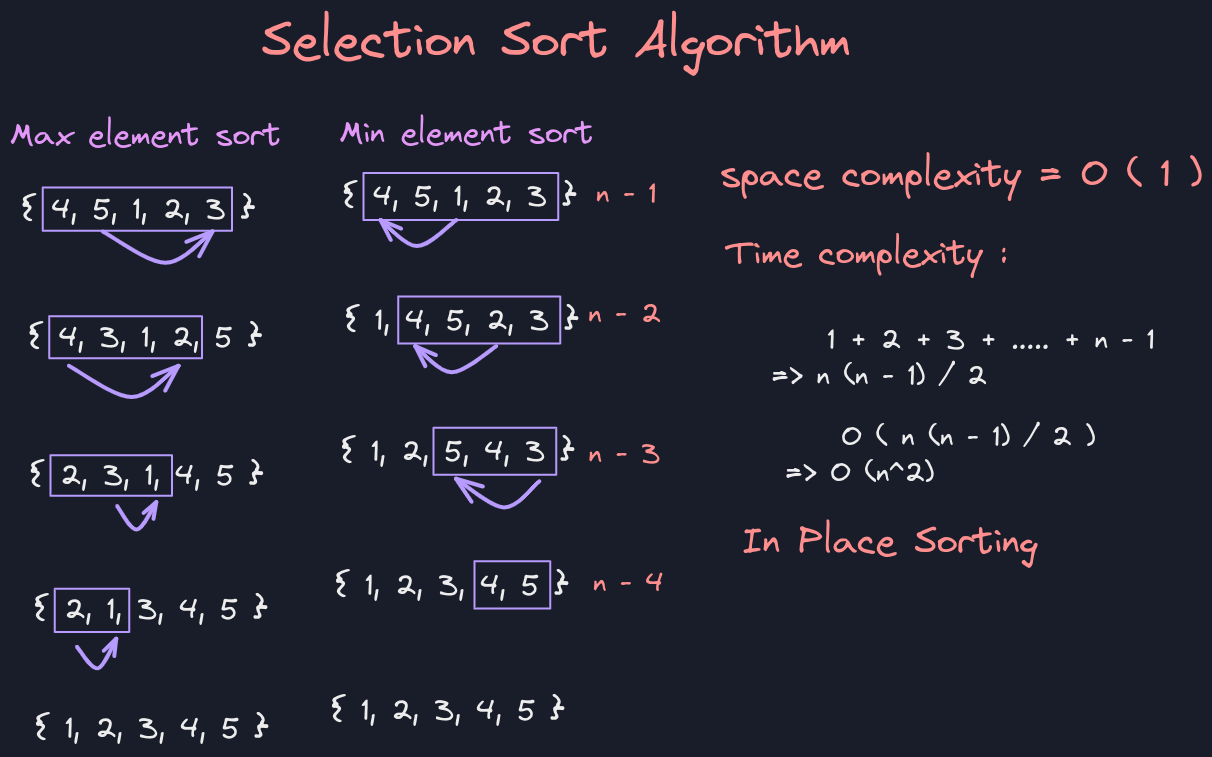 Selection Sort Algorithm
Max element sort
{ 4, 5, 1, 2, 3 }
{ 4, 3, 1, 2, 5 }
{ 2, 3, 1, 4, 5 }
{ 2, 1, 3, 4, 5 }
{ 1, 2, 3, 4, 5 }
Min element sort
{ 4, 5, 1, 2, 3 } n - 1
{ 1, 4, 5, 2, 3 } n - 2
{ 1, 2, 5, 4, 3 } n - 3
{ 1, 2, 3, 4, 5 } n - 4
{ 1, 2, 3, 4, 5 }
space complexity = O ( 1 )
Time complexity :
1 + 2 + 3 + ..... + n - 1
=> n (n - 1) / 2
O ( n (n - 1) / 2 )
=> O (n^2)
In Place Sorting